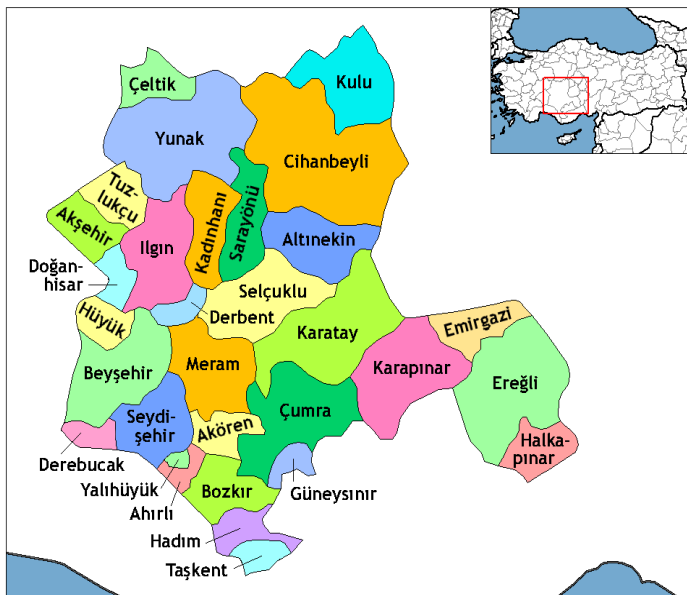 Kulu
Çeltik
Yunak
Cihanbeyli
Tuz-
lukçu
Akşehir
Ilgın
Kadınhanı
Sarayönü
Altınekin
Doğan-
hisar
Selçuklu
Derbent
Hüyük
Emirgazi
Karatay
Meram
Beyşehir
Karapınar
Ereğli
Seydi-
şehir
Akören
Çumra
Halka-
pınar
Derebucak
Yalıhüyük
Bozkır
Güneysınır
Ahırlı
Hadım
Taşkent